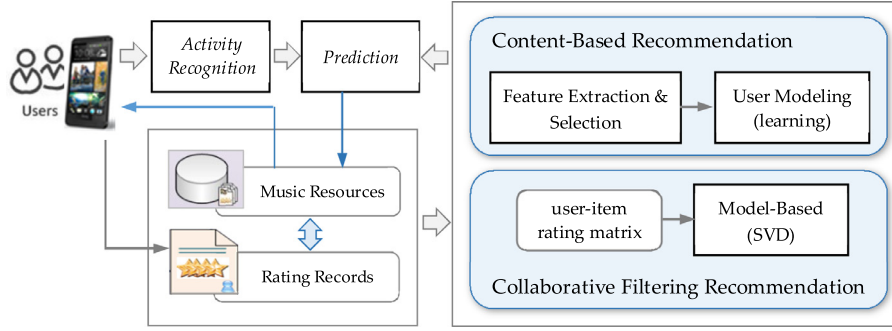 Users
Activity
Recognition
Prediction
Music Resources
Rating Records
Content-Based Recommendation
Feature Extraction &
Selection
User Modeling
(learning)
user-item
rating matrix
Model-Based
(SVD)
Collaborative Filtering Recommendation